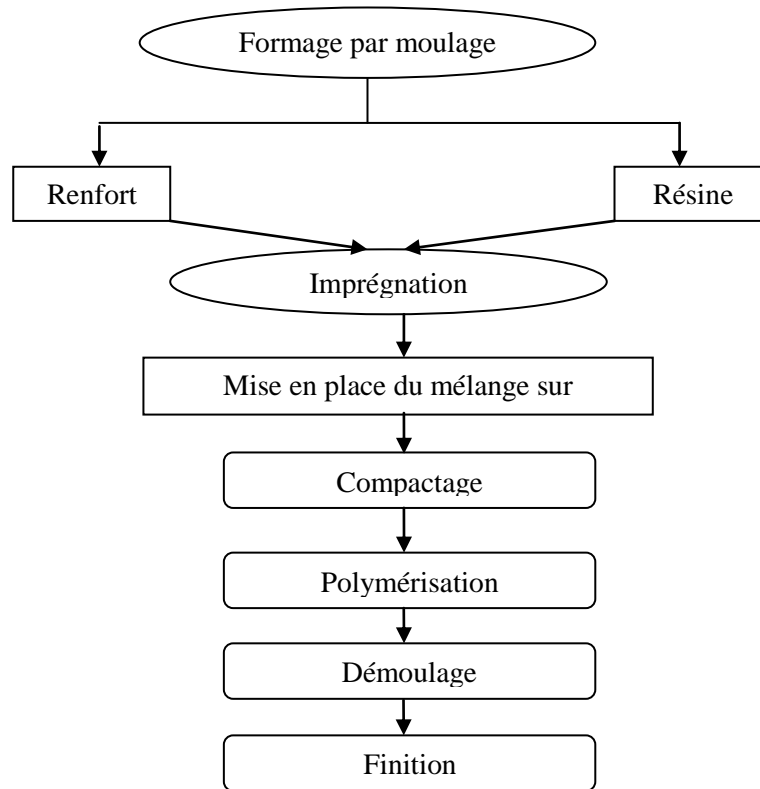 Formage par moulage
Renfort
Résine
Imprégnation
Mise en place du mélange sur
Compactage
Polymérisation
Démoulage
Finition